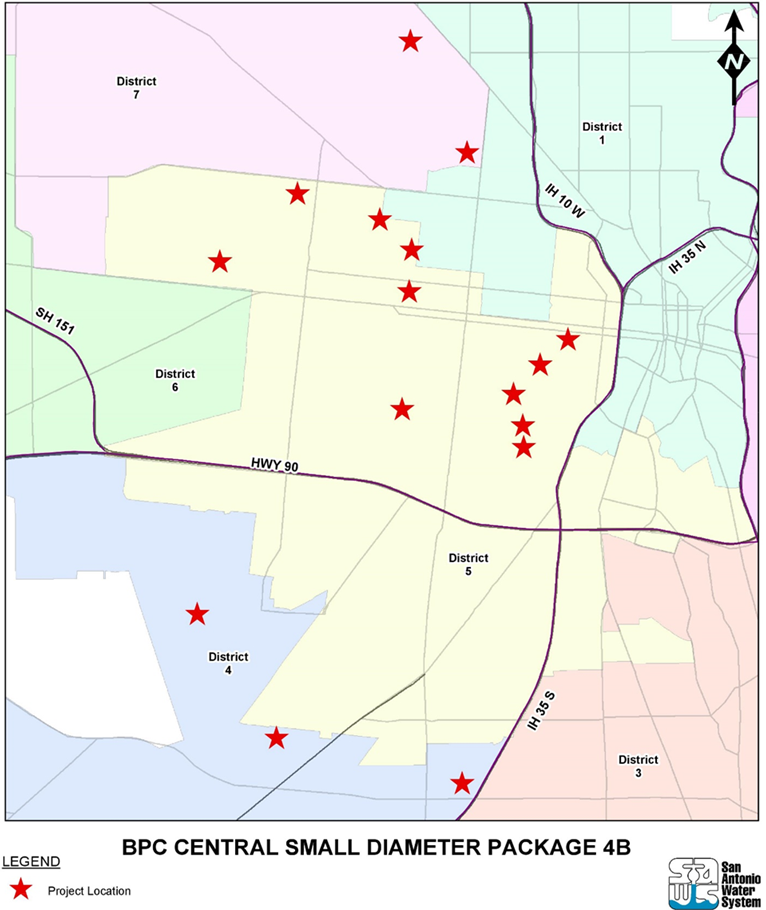 N
District
7
District
1
IH 10 W
IH 35 N
SH 151
District
6
HWY 90
District
5
District
4
IH 35 S
District
3
BPC CENTRAL SMALL DIAMETER PACKAGE 4B
LEGEND
Project Location
SAWS
San
Antonio
Water
System